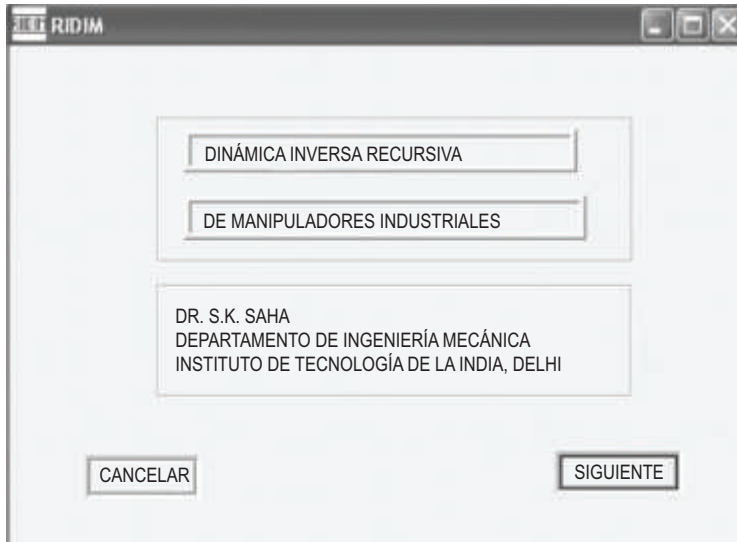 RIDIM
DINÁMICA INVERSA RECURSIVA
DE MANIPULADORES INDUSTRIALES
DR. S.K. SAHA
DEPARTAMENTO DE INGENIERÍA MECÁNICA
INSTITUTO DE TECNOLOGÍA DE LA INDIA, DELHI
CANCELAR
SIGUIENTE